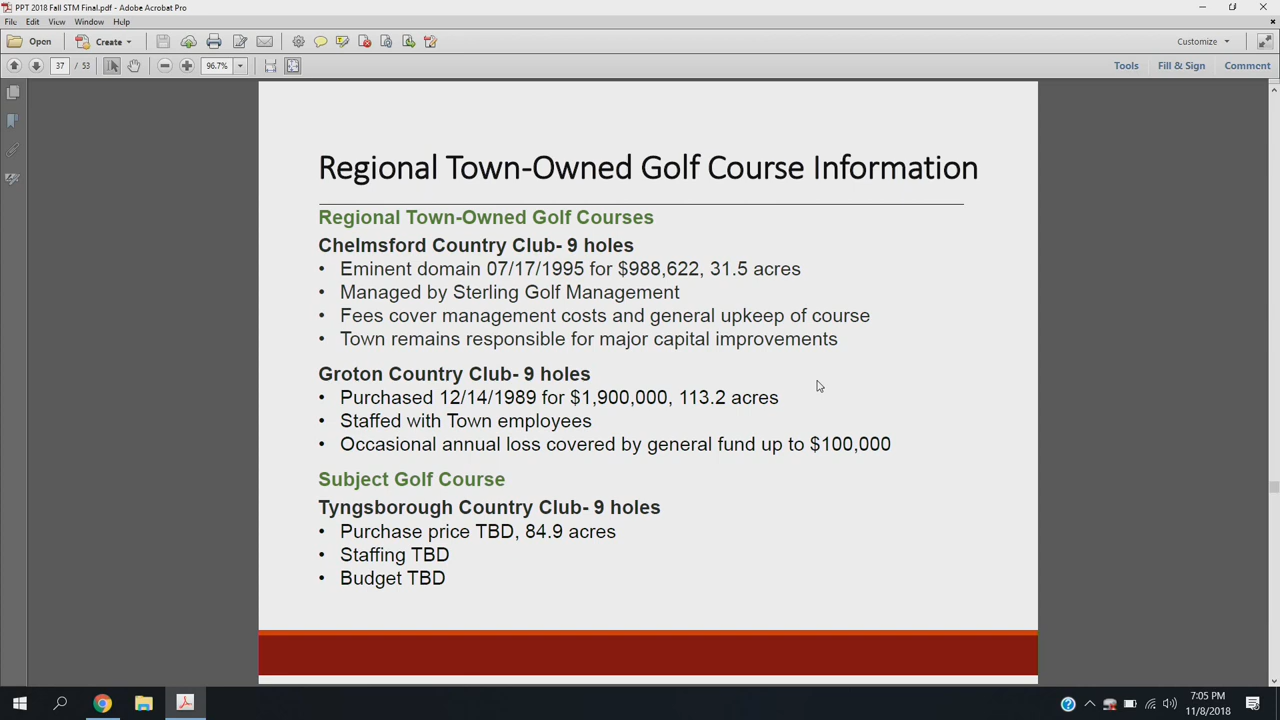 PPT 2018 Fall STM Final.pdf - Adobe Acrobat Pro
File Edit View Window Help
Open Create Customize
37 / 53 96.7% Tools Fill & Sign Comment
Regional Town-Owned Golf Course Information
Regional Town-Owned Golf Courses
Chelmsford Country Club- 9 holes
• Eminent domain 07/17/1995 for $988,622, 31.5 acres
• Managed by Sterling Golf Management
• Fees cover management costs and general upkeep of course
• Town remains responsible for major capital improvements
Groton Country Club- 9 holes
• Purchased 12/14/1989 for $1,900,000, 113.2 acres
• Staffed with Town employees
• Occasional annual loss covered by general fund up to $100,000
Subject Golf Course
Tyngsborough Country Club- 9 holes
• Purchase price TBD, 84.9 acres
• Staffing TBD
• Budget TBD
7:05 PM
11/8/2018